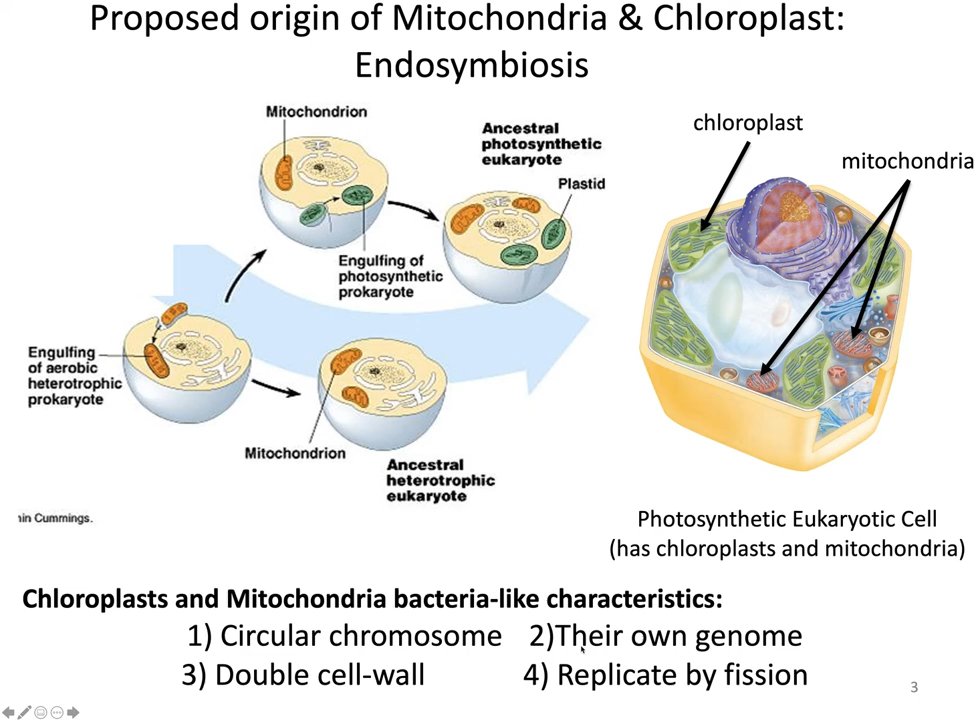 Proposed origin of Mitochondria & Chloroplast:
Endosymbiosis
Mitochondrion
Ancestral
photosynthetic
eukaryote
Plastid
Engulfing of
photosynthetic
prokaryote
Engulfing
of aerobic
heterotrophic
prokaryote
Mitochondrion
Ancestral
heterotrophic
eukaryote
Cummings.
chloroplast
mitochondria
Photosynthetic Eukaryotic Cell
(has chloroplasts and mitochondria)
Chloroplasts and Mitochondria bacteria-like characteristics:
1) Circular chromosome 2)Their own genome
3) Double cell-wall 4) Replicate by fission
3